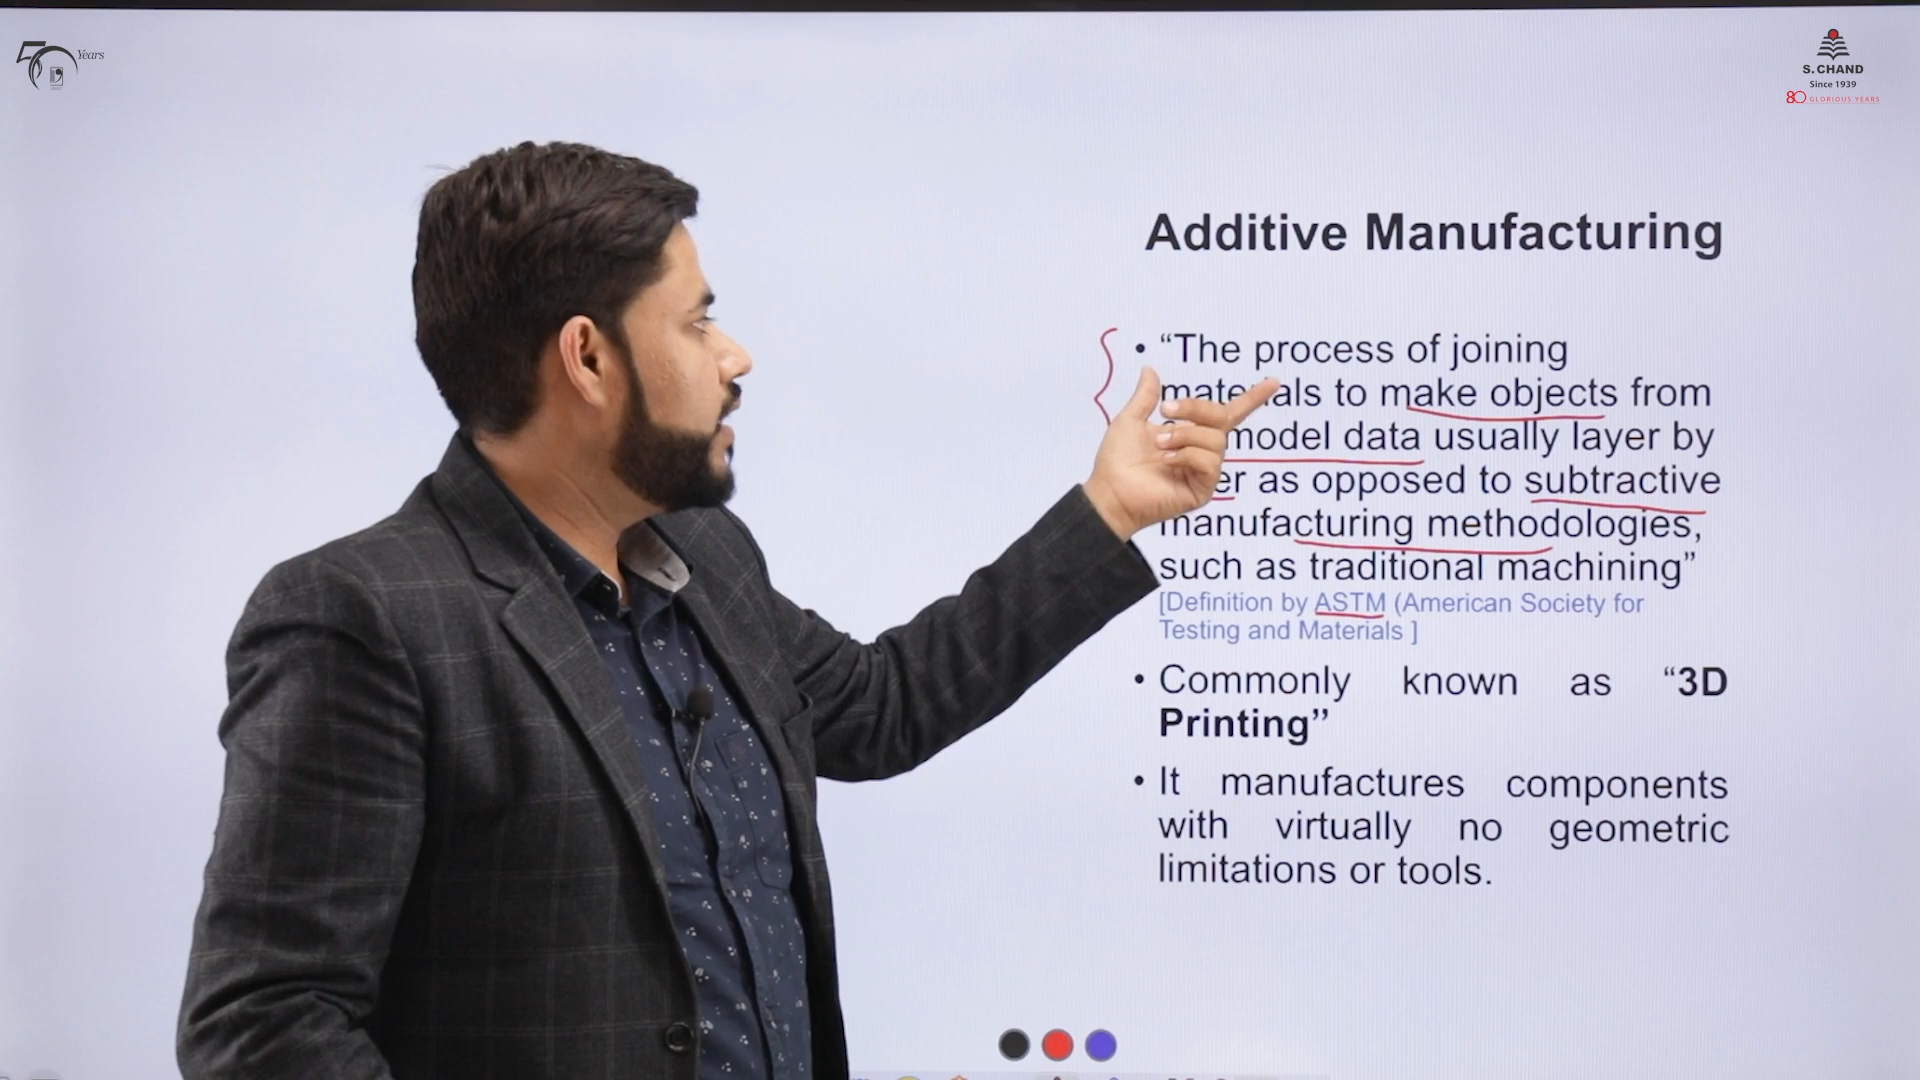 50 Years
S. CHAND
Since 1939
80 GLORIOUS YEARS
Additive Manufacturing
• “The process of joining
materials to make objects from
model data usually layer by
as opposed to subtractive
manufacturing methodologies,
such as traditional machining”
[Definition by ASTM (American Society for
Testing and Materials ]
• Commonly known as “3D
Printing”
• It manufactures components
with virtually no geometric
limitations or tools.